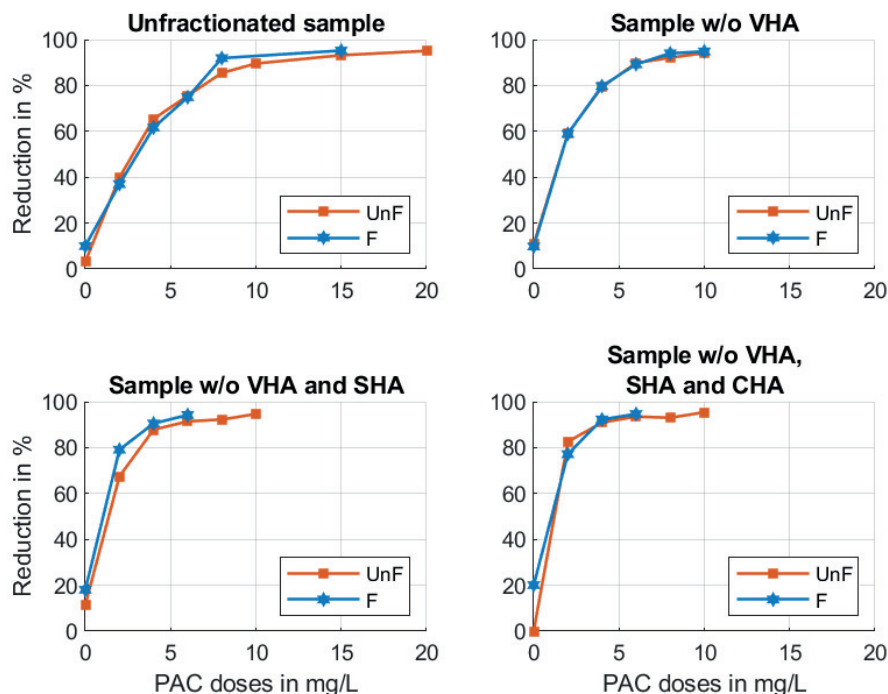 Unfractionated sample
100
80
60
40
20
0
Reduction in %
0 5 10 15 20
UnF
F
Sample w/o VHA
100
80
60
40
20
0
0 5 10 15 20
UnF
F
Sample w/o VHA and SHA
100
80
60
40
20
0
Reduction in %
0 5 10 15 20
PAC doses in mg/L
UnF
F
Sample w/o VHA,
SHA and CHA
100
80
60
40
20
0
0 5 10 15 20
PAC doses in mg/L
UnF
F